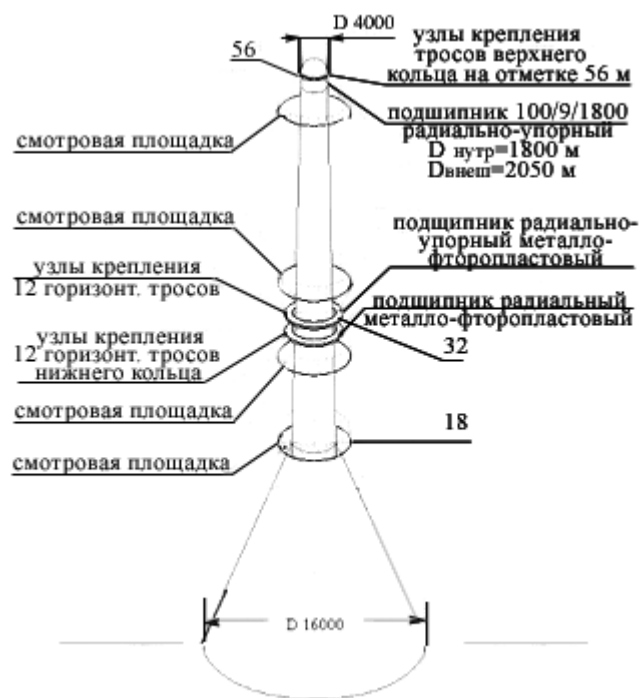 D 4000
узлы крепления
тросов верхнего
кольца на отметке 56 м
56
подшипник 100/9/1800
радиально-упорный
D нутр=1800 м
Dвнеш=2050 м
смотровая площадка
смотровая площадка
подщипник радиально-
упорный металло-
фторопластовый
узлы крепления
12 горизонт. тросов
подшипник радиальный
металло-фторопластовый
узлы крепления
12 горизонт. тросов
нижнего кольца
32
смотровая площадка
18
смотровая площадка
D 16000